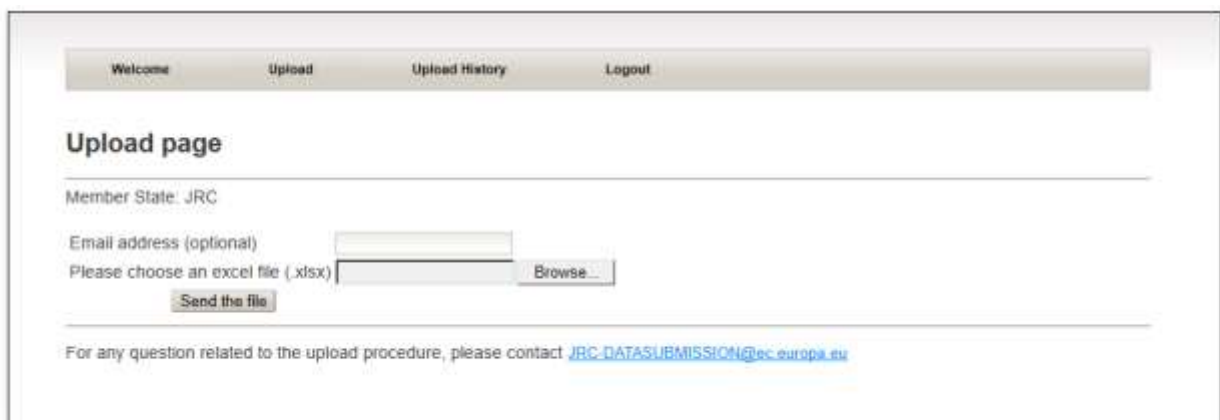 Welcome Upload Upload History Logout
Upload page
Member State: JRC
Email address (optional)
Please choose an excel file (.xlsx) Browse...
Send the file
For any question related to the upload procedure, please contact JRC-DATASUBMISSION@ec.europa.eu